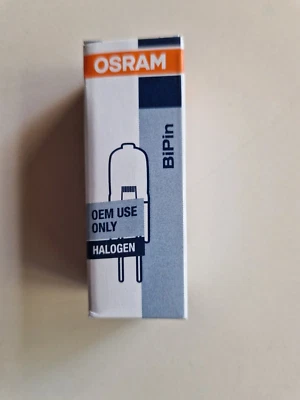 OSRAM
BiPin
OEM USE
ONLY
HALOGEN